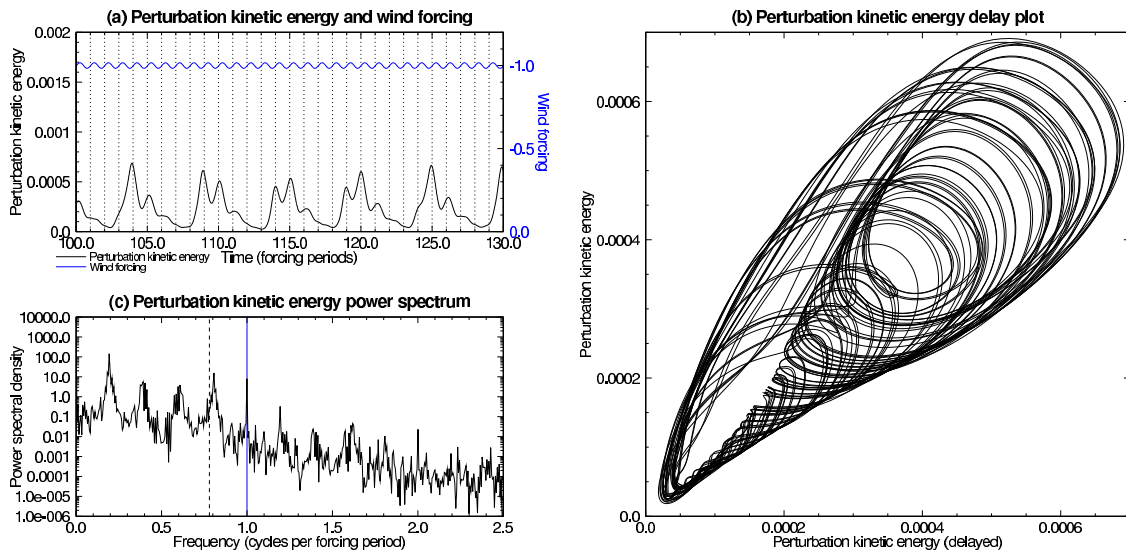 (a) Perturbation kinetic energy and wind forcing
0.002
0.0015
0.001
0.0005
0.0
Perturbation kinetic energy
-1.0
-0.5
0.0
Wind forcing
100.0 105.0 110.0 115.0 120.0 125.0 130.0
Time (forcing periods)
Perturbation kinetic energy
Wind forcing
(b) Perturbation kinetic energy delay plot
0.0006
0.0004
0.0002
0.0
Perturbation kinetic energy
0.0 0.0002 0.0004 0.0006
Perturbation kinetic energy (delayed)
(c) Perturbation kinetic energy power spectrum
10000.0
1000.0
100.0
10.0
1.0
0.1
0.01
0.001
0.0001
1.0e-005
1.0e-006
Power spectral density
0.0 0.5 1.0 1.5 2.0 2.5
Frequency (cycles per forcing period)